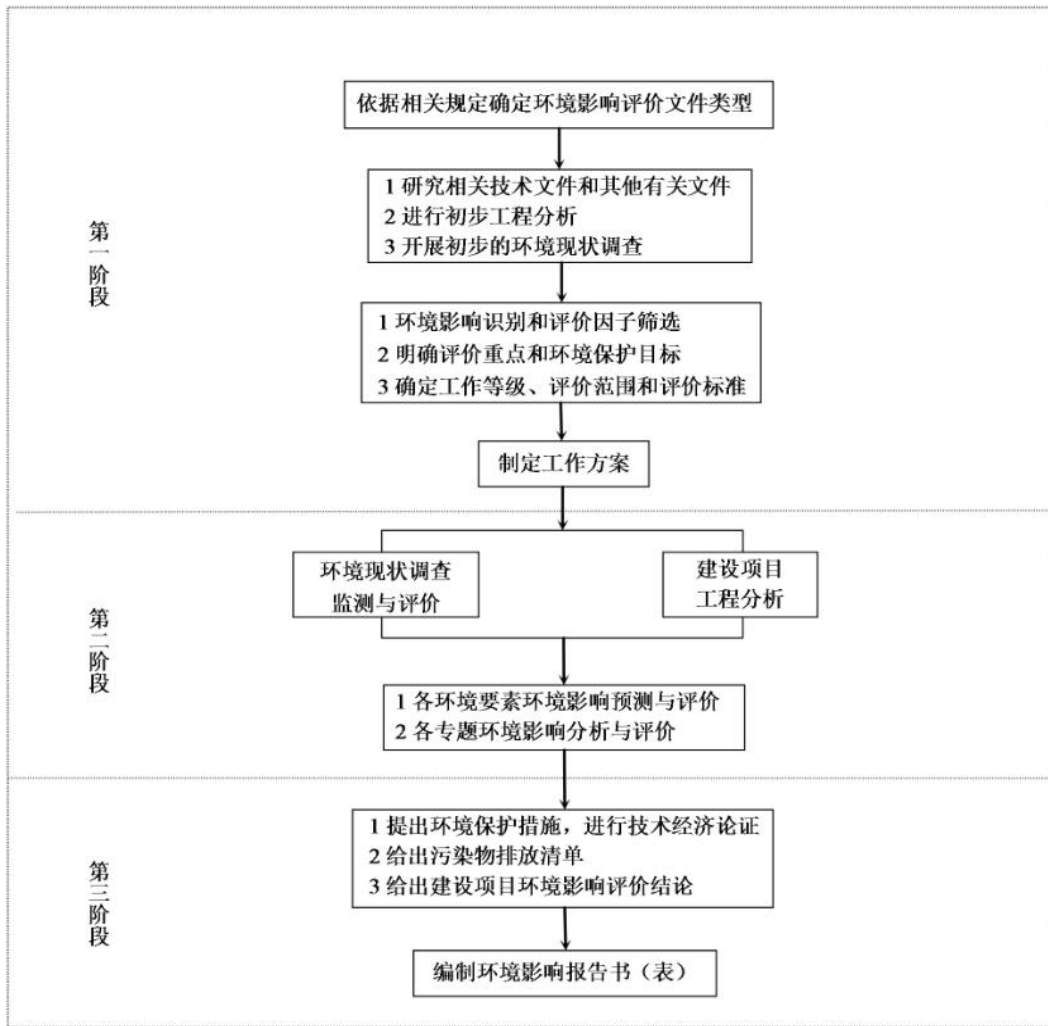 依据相关规定确定环境影响评价文件类型
1 研究相关技术文件和其他有关文件
2 进行初步工程分析
3 开展初步的环境现状调查
第一阶段
1 环境影响识别和评价因子筛选
2 明确评价重点和环境保护目标
3 确定工作等级、评价范围和评价标准
制定工作方案
环境现状调查
监测与评价
建设项目
工程分析
第二阶段
1 各环境要素环境影响预测与评价
2 各专题环境影响分析与评价
1 提出环境保护措施，进行技术经济论证
2 给出污染物排放清单
3 给出建设项目环境影响评价结论
第三阶段
编制环境影响报告书（表）